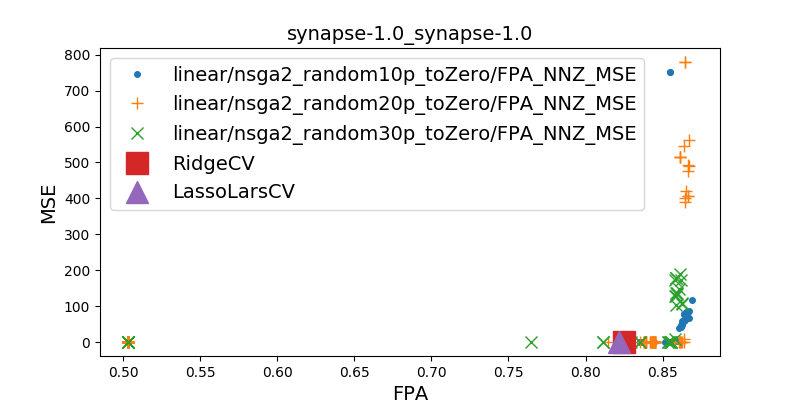 synapse-1.0_synapse-1.0
800
700
600
500
400
300
200
100
0
MSE
linear/nsga2_random10p_toZero/FPA_NNZ_MSE
linear/nsga2_random20p_toZero/FPA_NNZ_MSE
linear/nsga2_random30p_toZero/FPA_NNZ_MSE
RidgeCV
LassoLarsCV
0.50 0.55 0.60 0.65 0.70 0.75 0.80 0.85
FPA